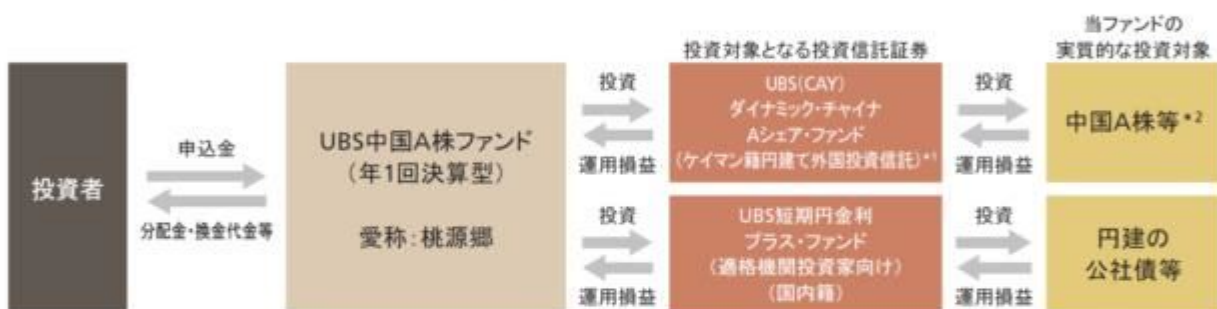 投資者
申込金
分配金・換金代金等
UBS中国A株ファンド
(年1回決算型)
愛称:桃源郷
投資
運用損益
投資
運用損益
投資対象となる投資信託証券
UBS(CAY)
ダイナミック・チャイナ
Aシェア・ファンド
(ケイマン籍円建て外国投資信託)*1
UBS短期円金利
プラス・ファンド
(適格機関投資家向け)
(国内籍)
投資
運用損益
投資
運用損益
当ファンドの
実質的な投資対象
中国A株等*2
円建の
公社債等